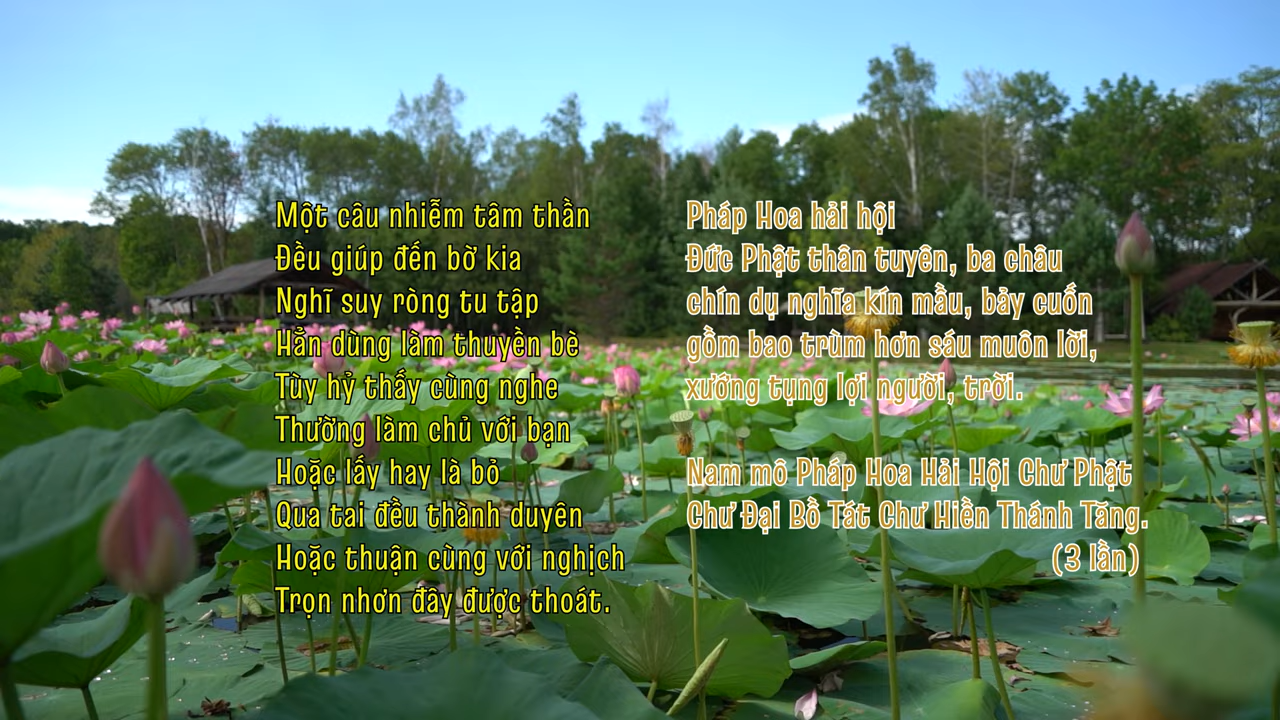 Một câu nhiễm tâm thần
Đều giúp đến bờ kia
Nghĩ suy ròng tu tập
Hẳn dùng làm thuyền bè
Tùy hỷ thấy cùng nghe
Thường làm chủ với bạn
Hoặc lấy hay là bỏ
Qua tai đều thành duyên
Hoặc thuận cùng với nghịch
Trọn nhơn đây được thoát.
Pháp Hoa hải hội
Đức Phật thân tuyên, ba châu
chín dụ nghĩa kín mầu, bảy cuốn
gồm bao trùm hơn sáu muôn lời,
xướng tụng lợi người, trời.
Nam mô Pháp Hoa Hải Hội Chư Phật
Chư Đại Bồ Tát Chư Hiền Thánh Tăng.
(3 lần)